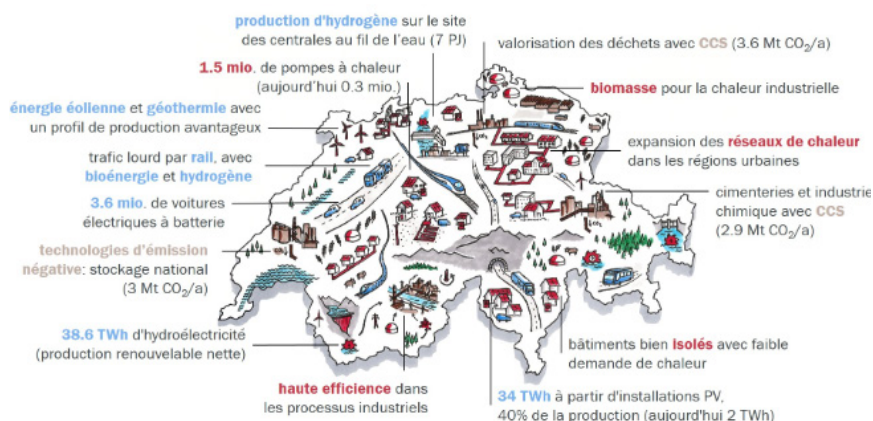 production d'hydrogène sur le site
des centrales au fil de l'eau (7 PJ)
valorisation des déchets avec CCS (3.6 Mt CO₂/a)
1.5 mio. de pompes à chaleur
(aujourd'hui 0.3 mio.)
biomasse pour la chaleur industrielle
énergie éolienne et géothermie avec
un profil de production avantageux
expansion des réseaux de chaleur
dans les régions urbaines
trafic lourd par rail, avec
bioénergie et hydrogène
3.6 mio. de voitures
électriques à batterie
cimenteries et industrie
chimique avec CCS
(2.9 Mt CO₂/a)
technologies d'émission
négative: stockage national
(3 Mt CO₂/a)
38.6 TWh d'hydroélectricité
(production renouvelable nette)
bâtiments bien isolés avec faible
demande de chaleur
haute efficience dans
les processus industriels
34 TWh à partir d'installations PV,
40% de la production (aujourd'hui 2 TWh)